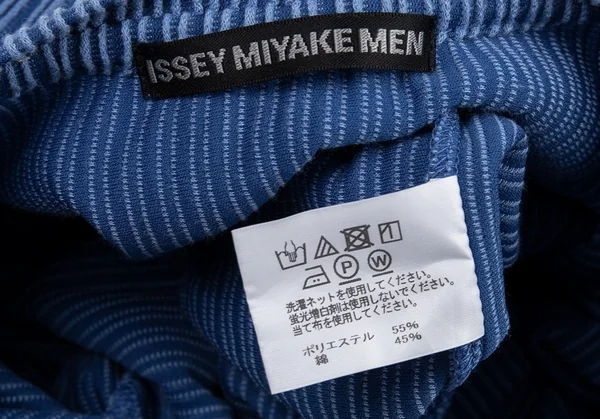 ISSEY MIYAKE MEN
P W
洗濯ネットを使用してください。
蛍光増白剤は使用しないでください。
当て布を使用してください。
ポリエステル 55%
綿 45%